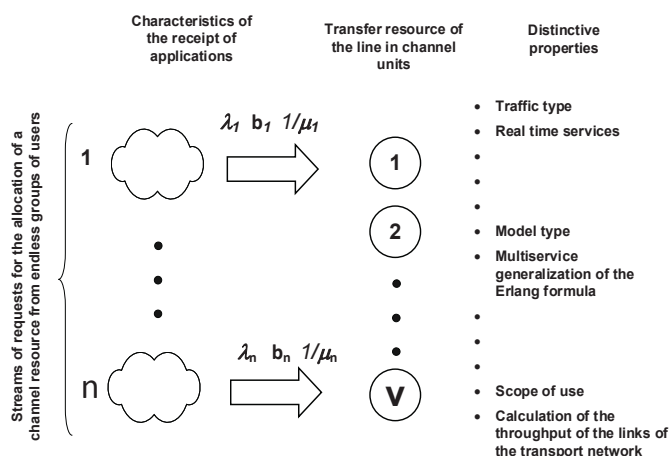 Characteristics of
the receipt of
applications
Transfer resource of
the line in channel
units
Distinctive
properties
Streams of requests for the allocation of a
channel resource from endless groups of users
1
λ1 b1 1/μ1
1
2
n
λn bn 1/μn
V
• Traffic type
• Real time services
• Model type
• Multiservice
generalization of the
Erlang formula
• Scope of use
• Calculation of the
throughput of the links of
the transport network